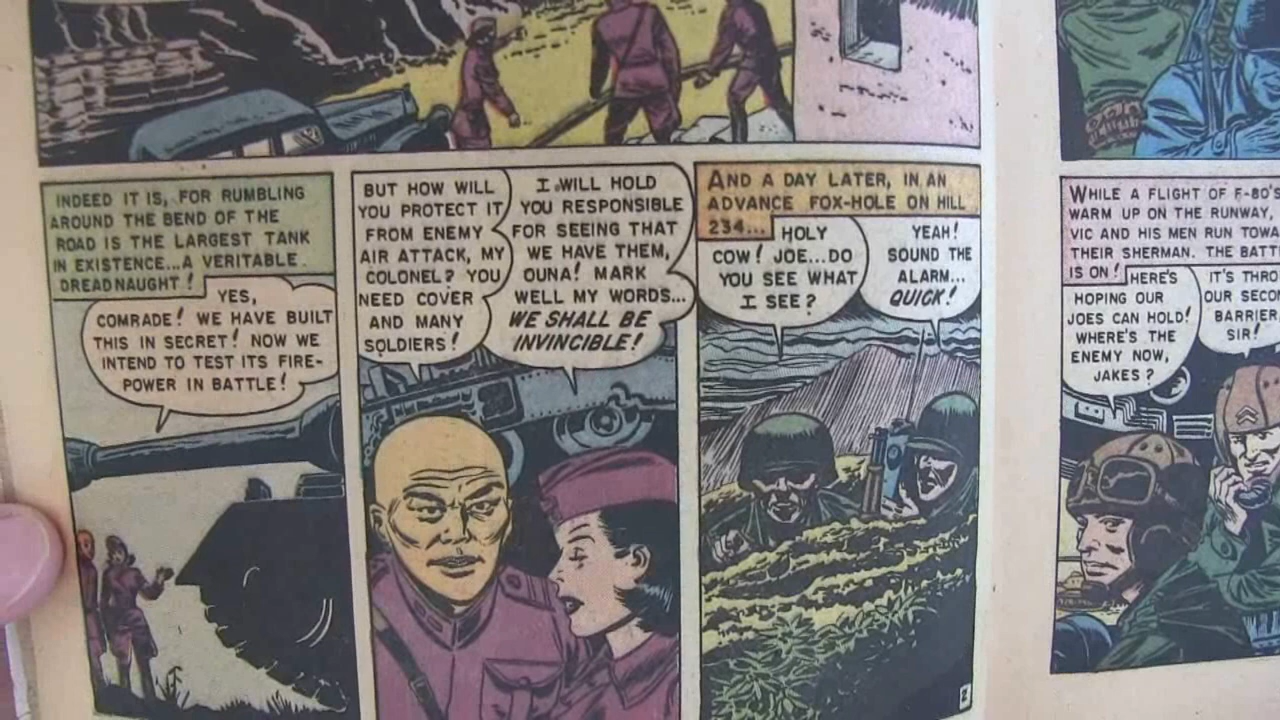 INDEED IT IS, FOR RUMBLING
AROUND THE BEND OF THE
ROAD IS THE LARGEST TANK
IN EXISTENCE...A VERITABLE
DREADNAUGHT!
YES,
COMRADE! WE HAVE BUILT
THIS IN SECRET! NOW WE
INTEND TO TEST ITS FIRE-
POWER IN BATTLE!
BUT HOW WILL
YOU PROTECT IT
FROM ENEMY
AIR ATTACK, MY
COLONEL? YOU
NEED COVER
AND MANY
SOLDIERS!
I WILL HOLD
YOU RESPONSIBLE
FOR SEEING THAT
WE HAVE THEM,
OUNA! MARK
WELL MY WORDS...
WE SHALL BE
INVINCIBLE!
AND A DAY LATER, IN AN
ADVANCE FOX-HOLE ON HILL
234...
HOLY
COW! JOE...DO
YOU SEE WHAT
I SEE?
YEAH!
SOUND THE
ALARM...
QUICK!
2
WHILE A FLIGHT OF F-80'S
WARM UP ON THE RUNWAY,
VIC AND HIS MEN RUN TOWA
THEIR SHERMAN. THE BATT
IS ON!
HERE'S
HOPING OUR
JOES CAN HOLD!
WHERE'S THE
ENEMY NOW,
JAKES?
IT'S THRO
OUR SECO
BARRIER
SIR!